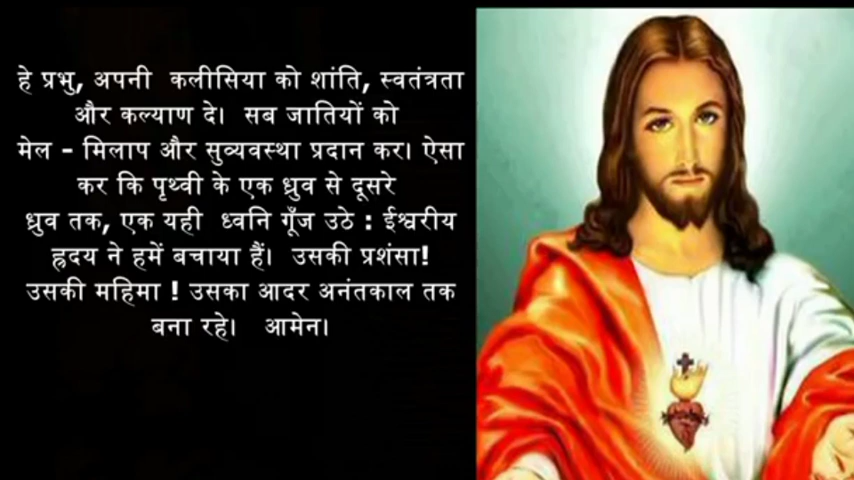 हे प्रभु, अपनी कलीसिया को शांति, स्वतंत्रता
और कल्याण दे। सब जातियों को
मेल - मिलाप और सुव्यवस्था प्रदान कर। ऐसा
कर कि पृथ्वी के एक ध्रुव से दूसरे
ध्रुव तक, एक यही ध्वनि गूँज उठे : ईश्वरीय
ह्रदय ने हमें बचाया हैं। उसकी प्रशंसा!
उसकी महिमा ! उसका आदर अनंतकाल तक
बना रहे। आमेन।